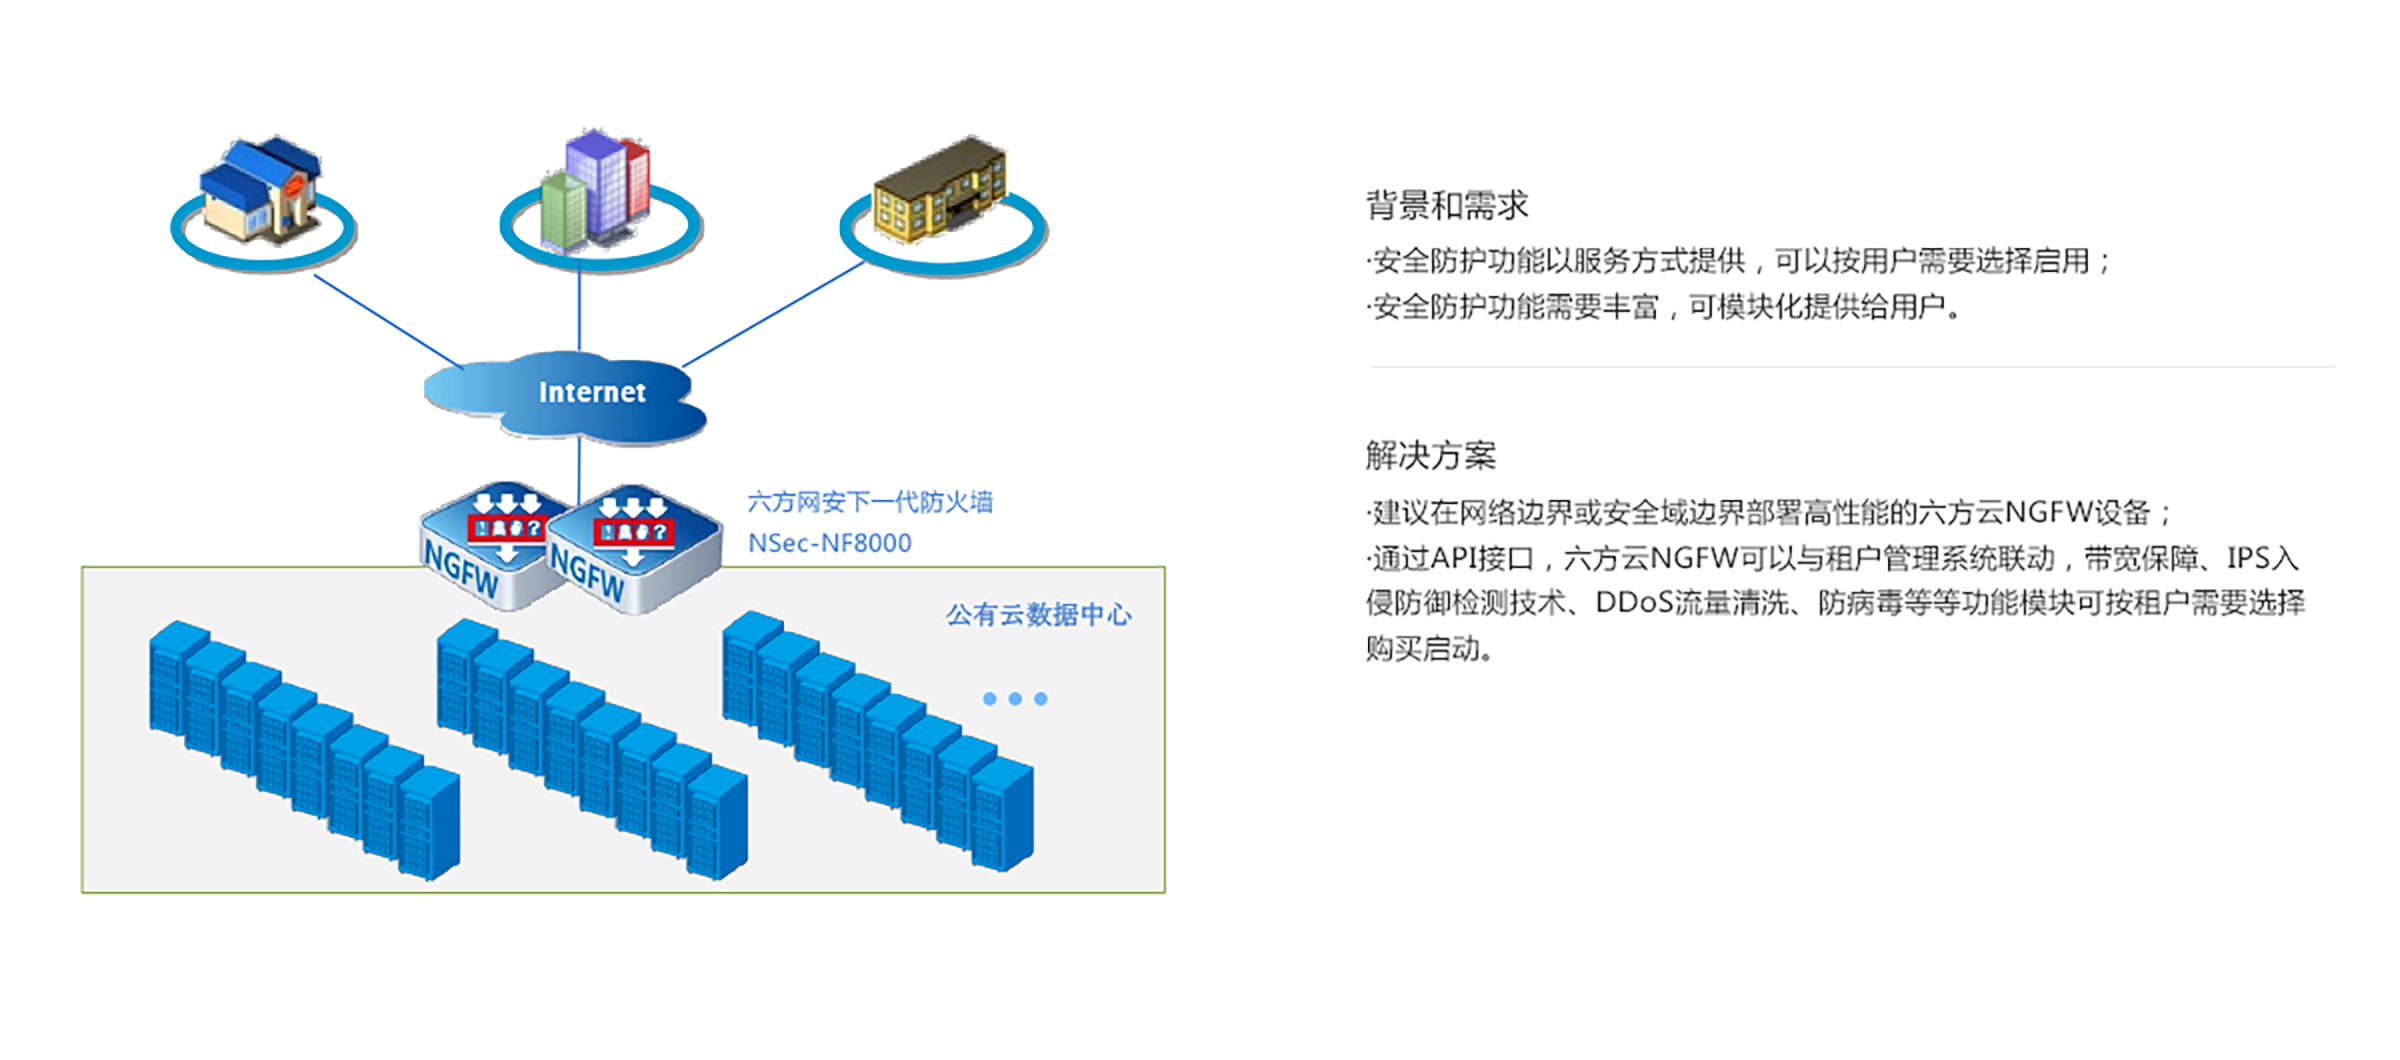 Internet
六方网安下一代防火墙
NSec-NF8000
NGFW
NGFW
公有云数据中心
背景和需求
·安全防护功能以服务方式提供，可以按用户需要选择启用；
·安全防护功能需要丰富，可模块化提供给用户。
解决方案
·建议在网络边界或安全域边界部署高性能的六方云NGFW设备；
·通过API接口，六方云NGFW可以与租户管理系统联动，带宽保障、IPS入
侵防御检测技术、DDoS流量清洗、防病毒等等功能模块可按租户需要选择
购买启动。